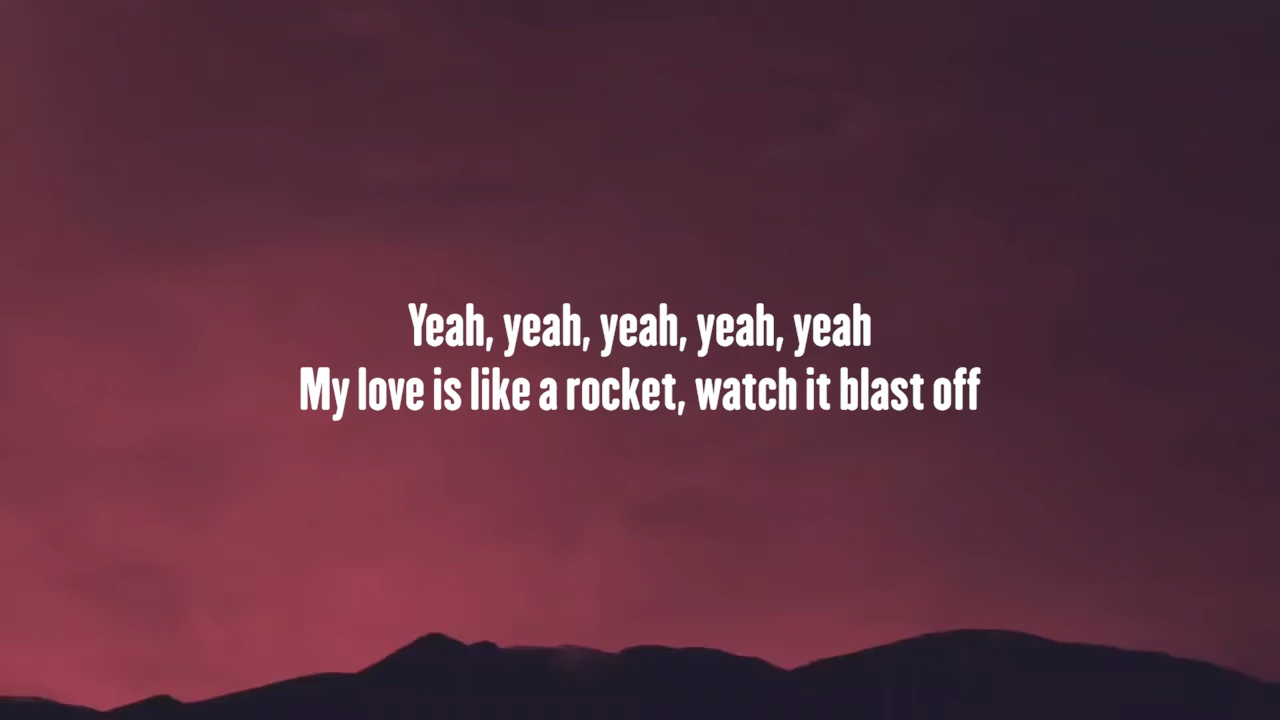 Yeah, yeah, yeah, yeah, yeah
My love is like a rocket, watch it blast off